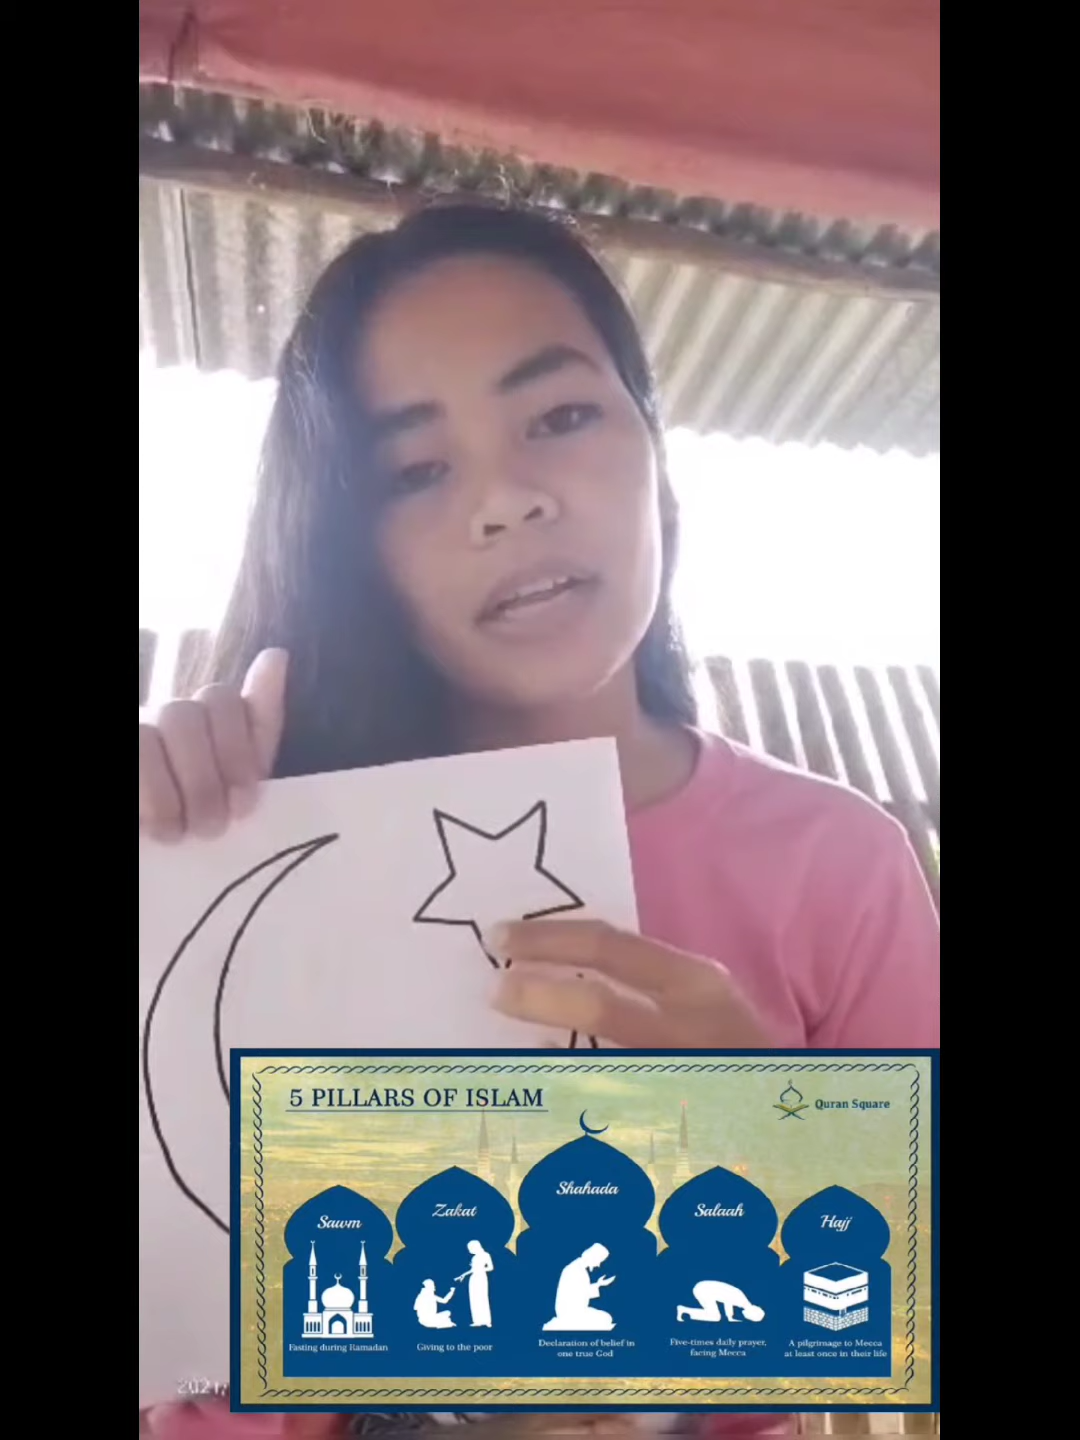 5 PILLARS OF ISLAM
Quran Square
Sawm
Zakat
Shahada
Salaah
Hajj
Fasting during Ramadan
Giving to the poor
Declaration of belief in
one true God
Five-times daily prayer,
facing Mecca
A pilgrimage to Mecca
at least once in their life